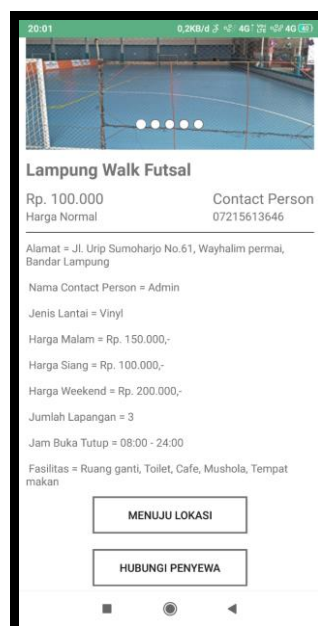 20:01
0,2KB/d 4G 4G
Lampung Walk Futsal
Rp. 100.000
Contact Person
Harga Normal
07215613646
Alamat = Jl. Urip Sumoharjo No.61, Wayhalim permai,
Bandar Lampung
Nama Contact Person = Admin
Jenis Lantai = Vinyl
Harga Malam = Rp. 150.000,-
Harga Siang = Rp. 100.000,-
Harga Weekend = Rp. 200.000,-
Jumlah Lapangan = 3
Jam Buka Tutup = 08:00 - 24:00
Fasilitas = Ruang ganti, Toilet, Cafe, Mushola, Tempat
makan
MENUJU LOKASI
HUBUNGI PENYEWA